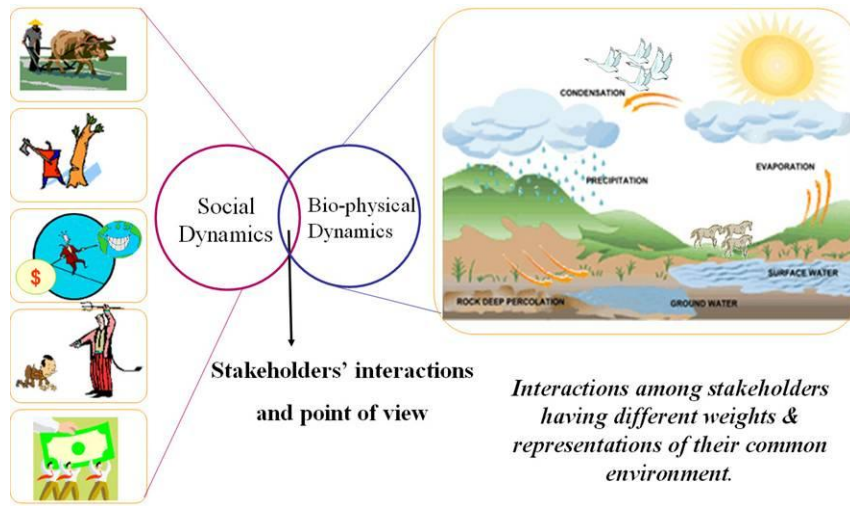 CONDENSATION
PRECIPITATION
EVAPORATION
SURFACE WATER
ROCK DEEP PERCOLATION
GROUND WATER
Social
Dynamics
Bio-physical
Dynamics
$
Stakeholders' interactions
and point of view
Interactions among stakeholders
having different weights &
representations of their common
environment.